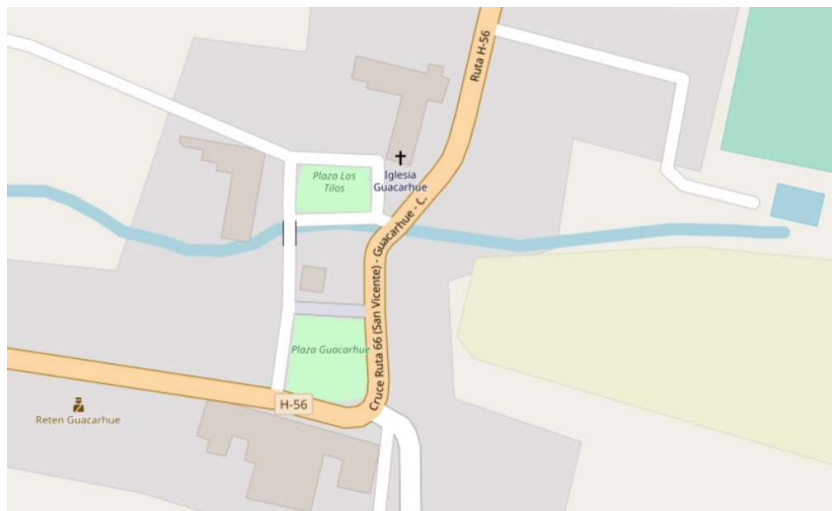 Ruta H-56
Plaza Los
Tilos
Iglesia
Guacarhue
Cruce Ruta 66 (San Vicente) - Guacarhue - C.
Plaza Guacarhue
H-56
Reten Guacarhue